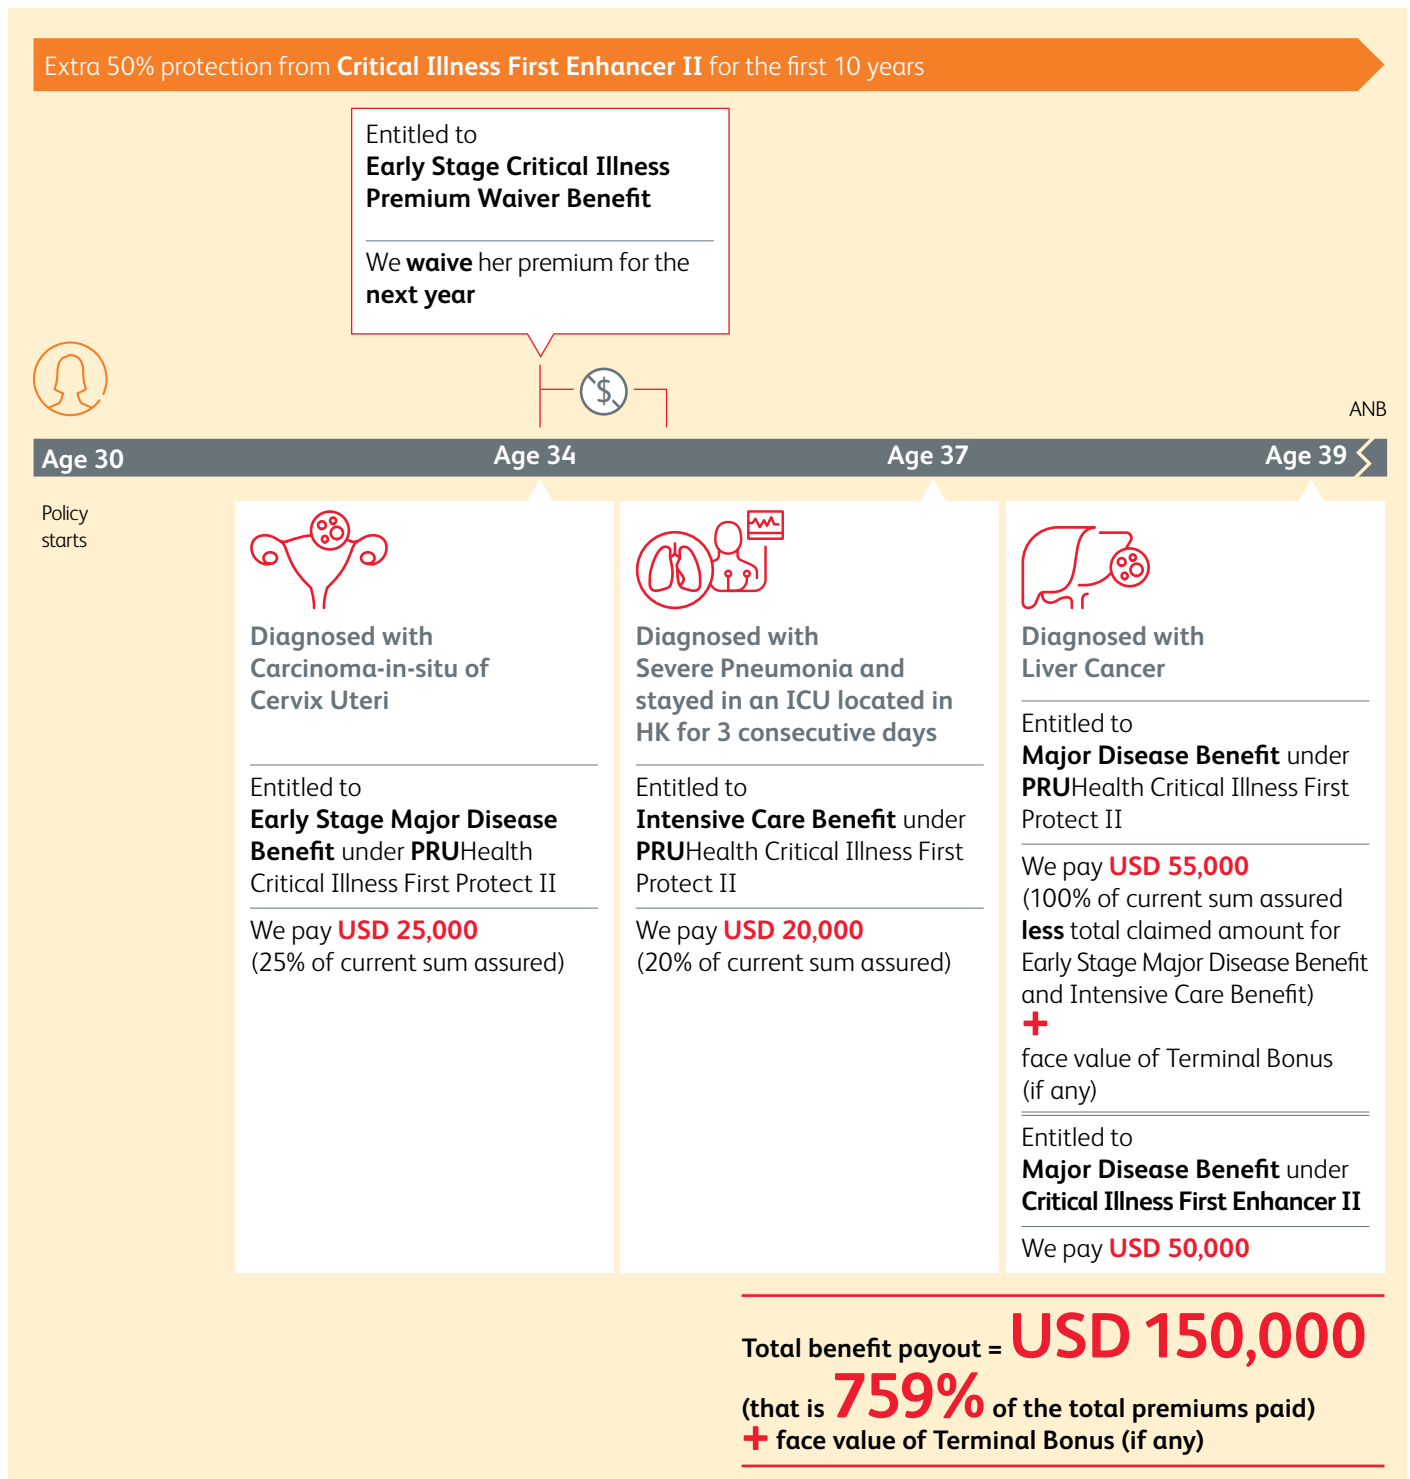 Extra 50% protection from Critical Illness First Enhancer II for the first 10 years
Entitled to
Early Stage Critical Illness
Premium Waiver Benefit
We waive her premium for the
next year
$
ANB
Age 30
Age 34
Age 37
Age 39
Policy
starts
Diagnosed with
Carcinoma-in-situ of
Cervix Uteri
Entitled to
Early Stage Major Disease
Benefit under PRUHealth
Critical Illness First Protect II
We pay USD 25,000
(25% of current sum assured)
Diagnosed with
Severe Pneumonia and
stayed in an ICU located in
HK for 3 consecutive days
Entitled to
Intensive Care Benefit under
PRUHealth Critical Illness First
Protect II
We pay USD 20,000
(20% of current sum assured)
Diagnosed with
Liver Cancer
Entitled to
Major Disease Benefit under
PRUHealth Critical Illness First
Protect II
We pay USD 55,000
(100% of current sum assured
less total claimed amount for
Early Stage Major Disease Benefit
and Intensive Care Benefit)
+
face value of Terminal Bonus
(if any)
Entitled to
Major Disease Benefit under
Critical Illness First Enhancer II
We pay USD 50,000
Total benefit payout = USD 150,000
(that is 759% of the total premiums paid)
+ face value of Terminal Bonus (if any)